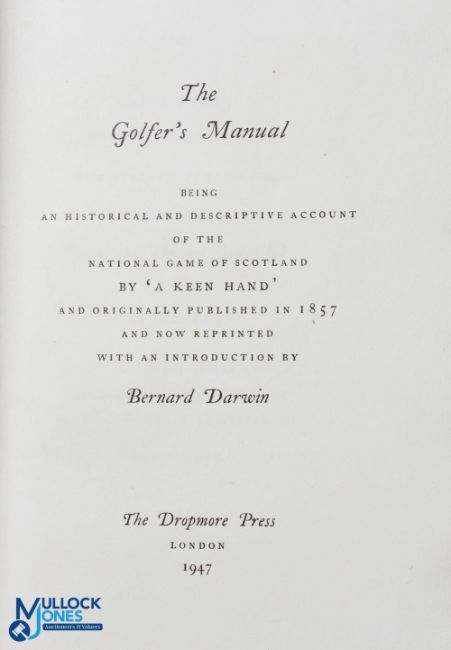 The
Golfer's Manual
BEING
AN HISTORICAL AND DESCRIPTIVE ACCOUNT
OF THE
NATIONAL GAME OF SCOTLAND
BY 'A KEEN HAND'
AND ORIGINALLY PUBLISHED IN 1857
AND NOW REPRINTED
WITH AN INTRODUCTION BY
Bernard Darwin
The Dropmore Press
LONDON
1947
MULLOCK
JONES
Auctioneers & Valuers